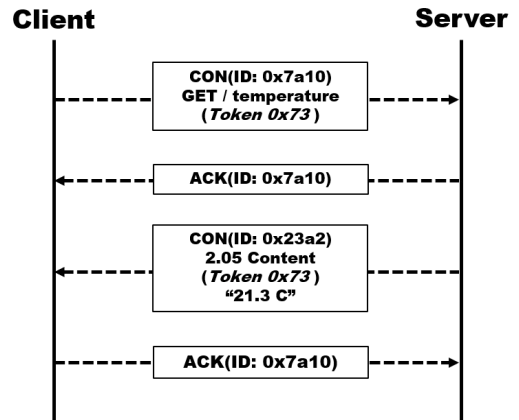 Client Server
CON(ID: 0x7a10)
GET / temperature
(Token 0x73)
ACK(ID: 0x7a10)
CON(ID: 0x23a2)
2.05 Content
(Token 0x73)
“21.3 C”
ACK(ID: 0x7a10)